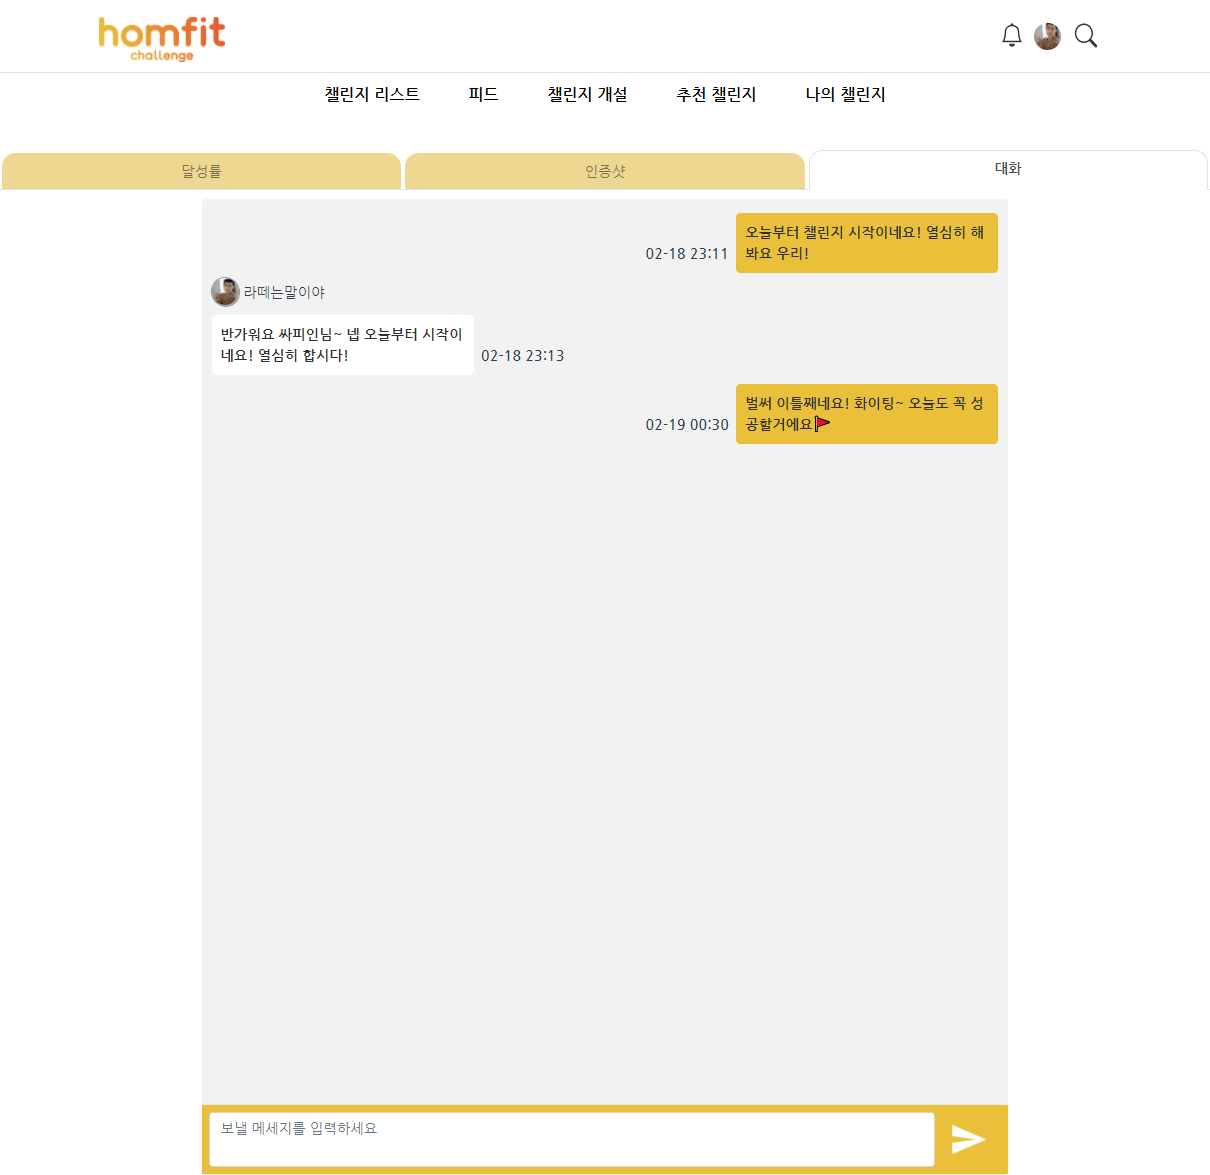 homfit
challenge
챌린지 리스트 피드 챌린지 개설 추천 챌린지 나의 챌린지
달성률 인증샷 대화
오늘부터 챌린지 시작이네요! 열심히 해
봐요 우리!
02-18 23:11
라떼는말이야
반가워요 싸피인님~ 넵 오늘부터 시작이
네요! 열심히 합시다!
02-18 23:13
벌써 이틀째네요! 화이팅~ 오늘도 꼭 성
공할거에요🚩
02-19 00:30
보낼 메세지를 입력하세요